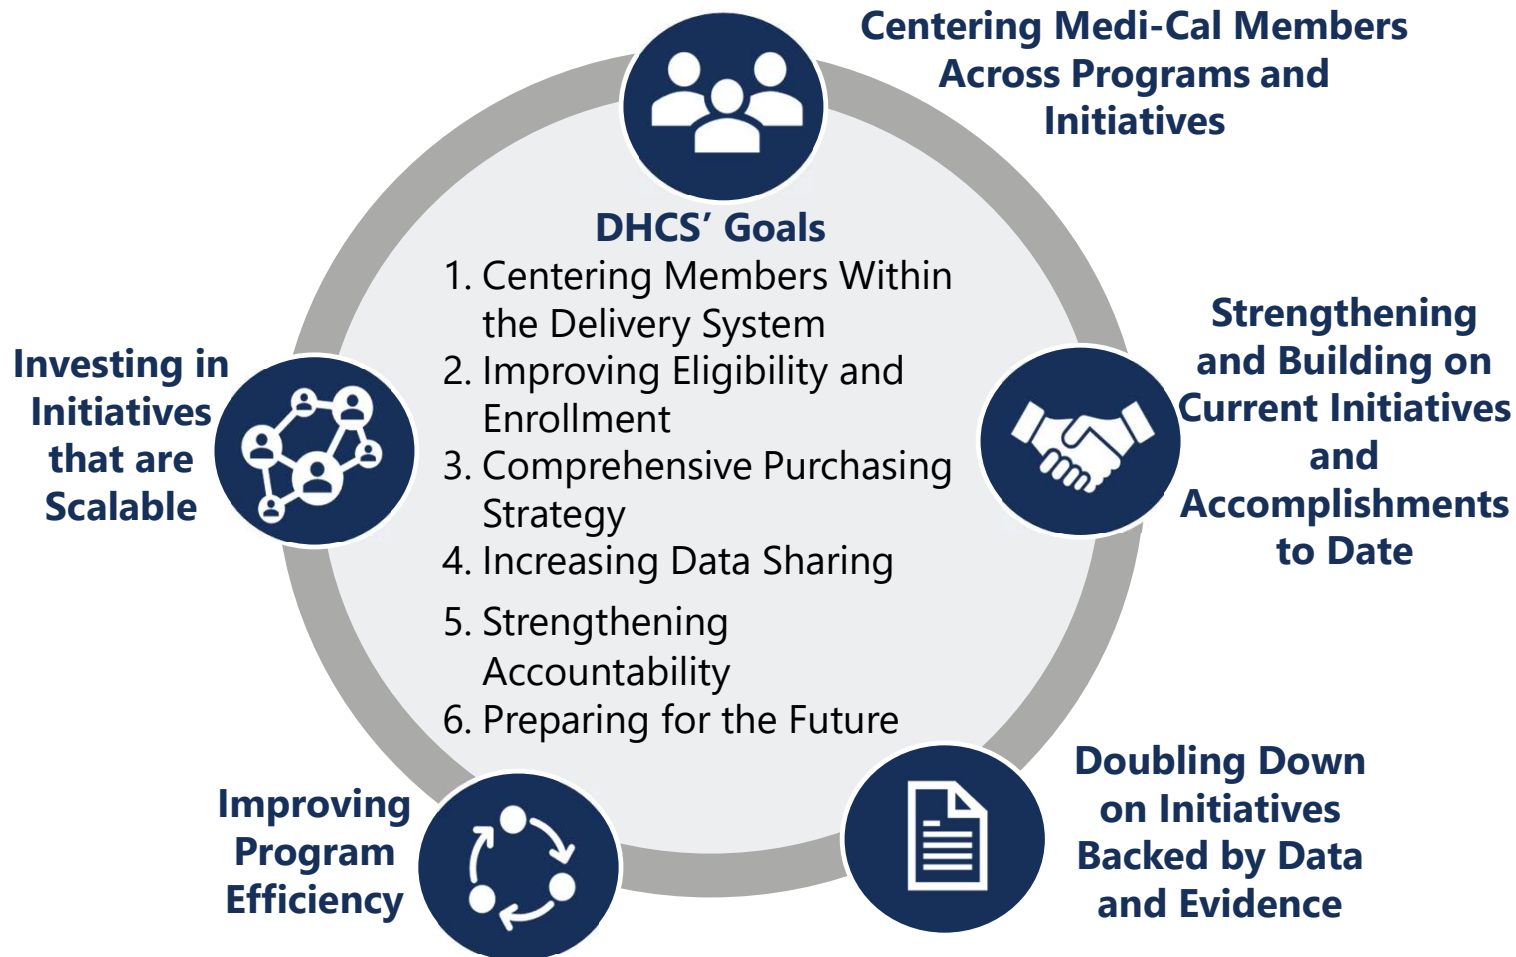 Centering Medi-Cal Members
Across Programs and
Initiatives
DHCS’ Goals
1. Centering Members Within
the Delivery System
2. Improving Eligibility and
Enrollment
3. Comprehensive Purchasing
Strategy
4. Increasing Data Sharing
5. Strengthening
Accountability
6. Preparing for the Future
Strengthening
and Building on
Current Initiatives
and
Accomplishments
to Date
Doubling Down
on Initiatives
Backed by Data
and Evidence
Improving
Program
Efficiency
Investing in
Initiatives
that are
Scalable